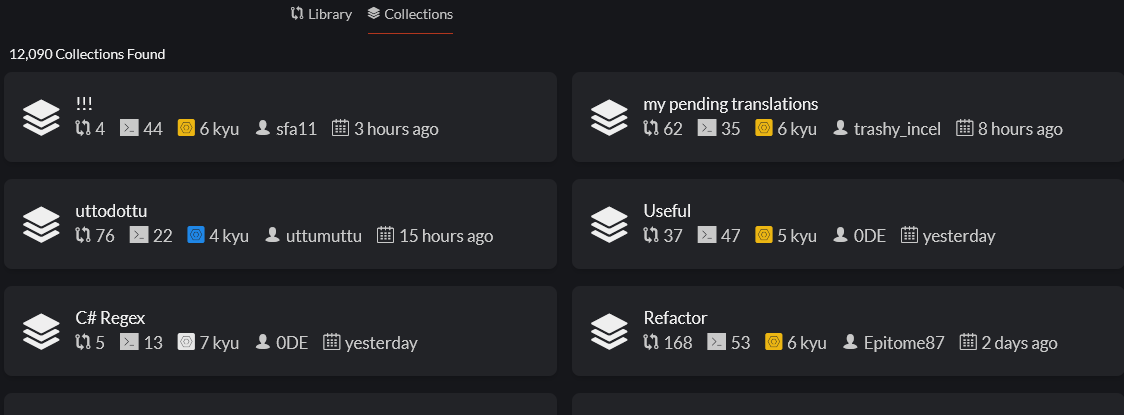 Library Collections
12,090 Collections Found
!!!
4 44 6 kyu sfa11 3 hours ago
my pending translations
62 35 6 kyu trashy_incel 8 hours ago
uttodottu
76 22 4 kyu uttumuttu 15 hours ago
Useful
37 47 5 kyu 0DE yesterday
C# Regex
5 13 7 kyu 0DE yesterday
Refactor
168 53 6 kyu Epitome87 2 days ago